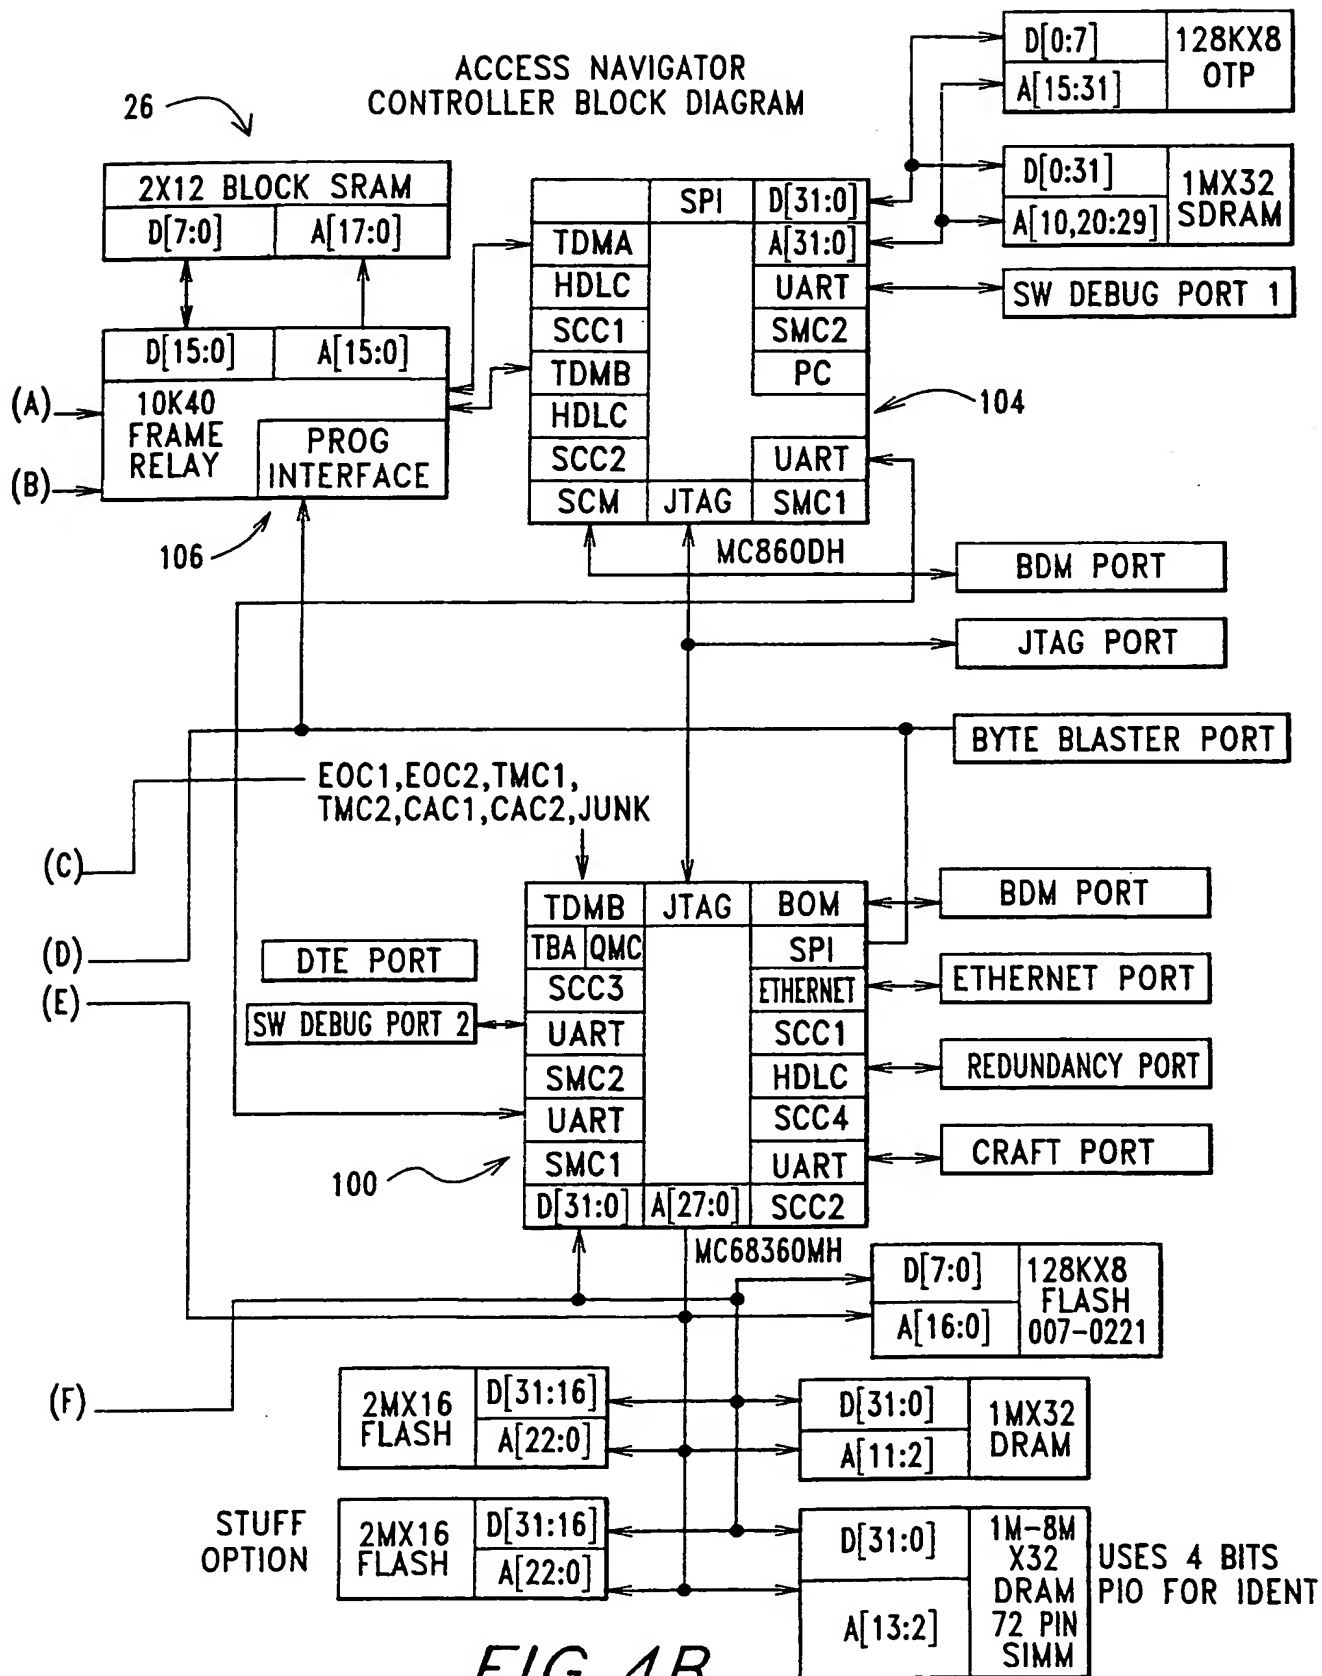 ACCESS NAVIGATOR
CONTROLLER BLOCK DIAGRAM
26
D[0:7]
A[15:31]
128KX8
OTP
D[0:31]
A[10,20:29]
1MX32
SDRAM
2X12 BLOCK SRAM
D[7:0]
A[17:0]
D[15:0]
A[15:0]
10K40
FRAME
RELAY
PROG
INTERFACE
(A)
(B)
106
SPI
D[31:0]
TDMA
A[31:0]
HDLC
UART
SCC1
SMC2
TDMB
PC
HDLC
SCC2
UART
SCM
JTAG
SMC1
104
MC860DH
SW DEBUG PORT 1
BDM PORT
JTAG PORT
BYTE BLASTER PORT
EOC1,EOC2,TMC1,
TMC2,CAC1,CAC2,JUNK
(C)
(D)
(E)
(F)
DTE PORT
SW DEBUG PORT 2
TDMB
JTAG
BOM
TBA
QMC
SPI
SCC3
ETHERNET
UART
SCC1
SMC2
HDLC
UART
SCC4
SMC1
UART
D[31:0]
A[27:0]
SCC2
100
MC68360MH
BDM PORT
ETHERNET PORT
REDUNDANCY PORT
CRAFT PORT
D[7:0]
A[16:0]
128KX8
FLASH
007-0221
2MX16
FLASH
D[31:16]
A[22:0]
D[31:0]
A[11:2]
1MX32
DRAM
STUFF
OPTION
2MX16
FLASH
D[31:16]
A[22:0]
D[31:0]
A[13:2]
1M-8M
X32
DRAM
72 PIN
SIMM
USES 4 BITS
PIO FOR IDENT
FIG. 4B